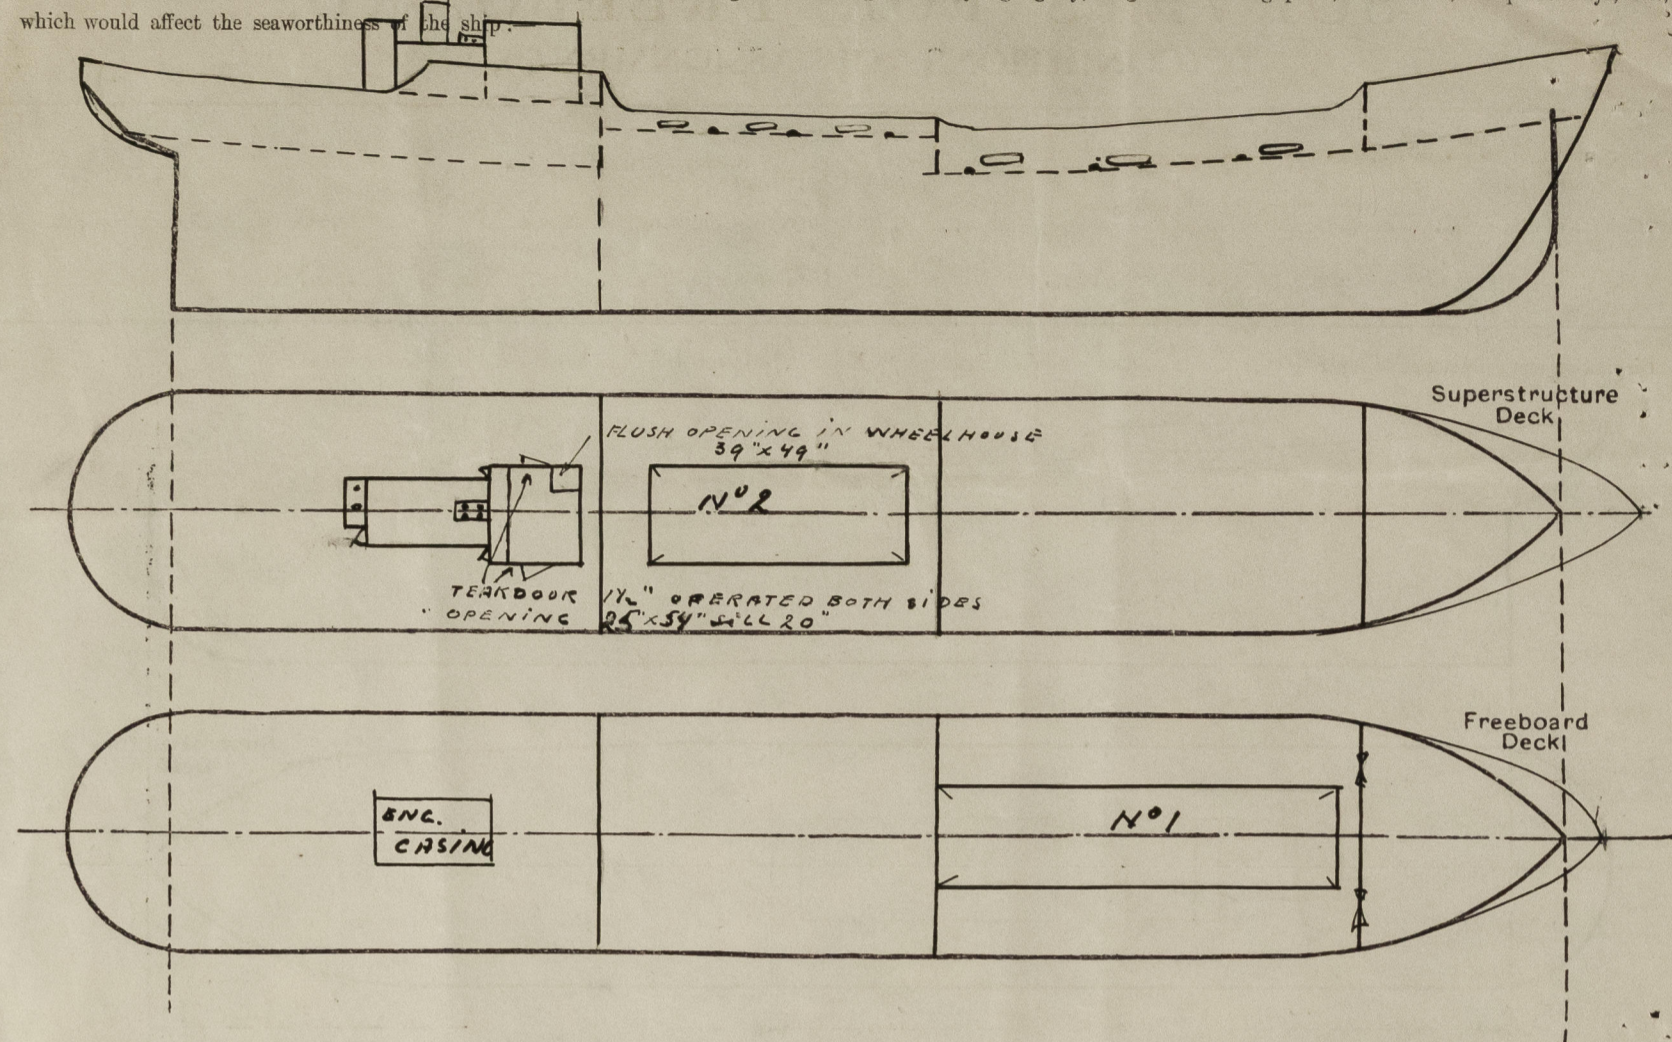 which would affect the seaworthiness of the ship:—
Superstructure
Deck
FLUSH OPENING IN WHEELHOUSE
39"x49"
Nº2
TEAKDOOR 1½" OPERATED BOTH SIDES
" OPENING 25"x54" SILL 20"
Freeboard
Deck
ENG.
CASING
Nº1